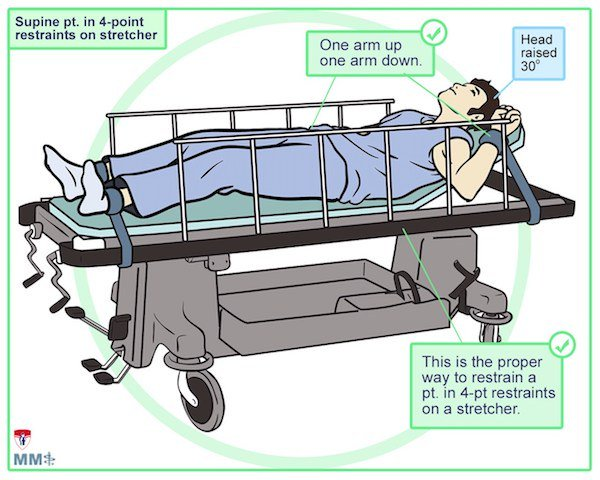 Supine pt. in 4-point
restraints on stretcher
One arm up
one arm down.
Head
raised
30°
This is the proper
way to restrain a
pt. in 4-pt restraints
on a stretcher.
MM